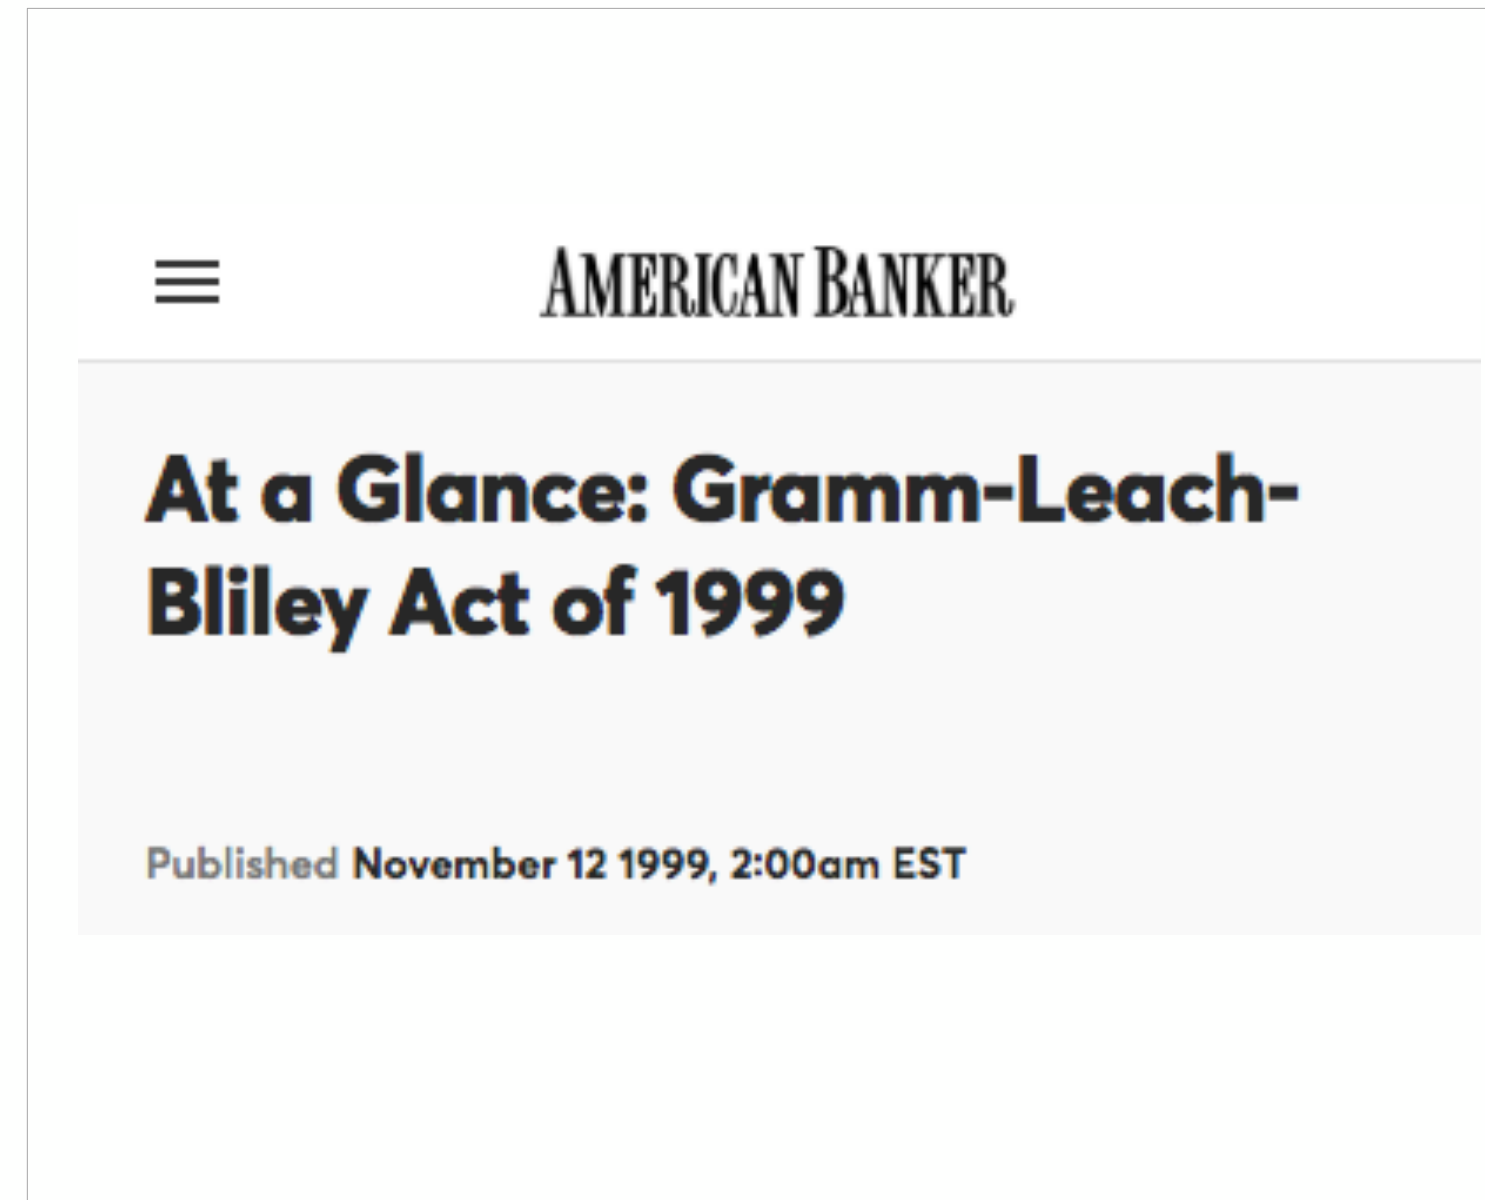 AMERICAN BANKER
At a Glance: Gramm-Leach-
Bliley Act of 1999
Published November 12 1999, 2:00am EST